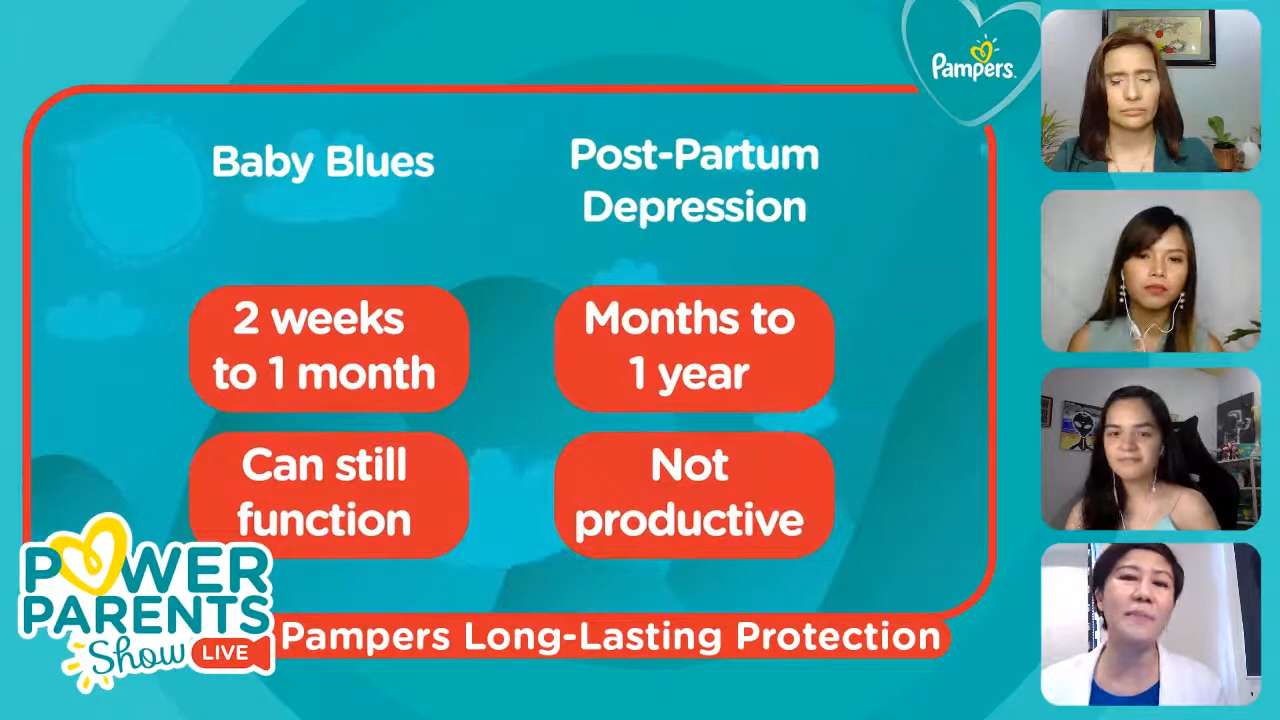 Pampers.
Baby Blues
Post-Partum
Depression
2 weeks
to 1 month
Months to
1 year
Can still
function
Not
productive
POWER
PARENTS
Show LIVE
Pampers Long-Lasting Protection